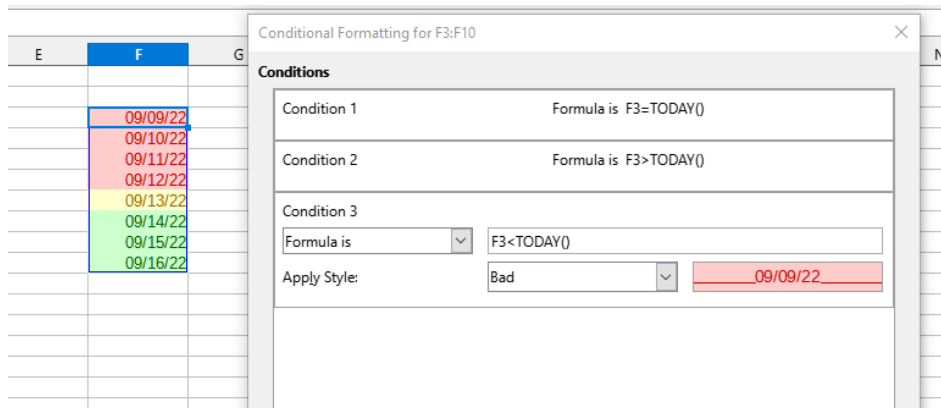 Conditional Formatting for F3:F10
E F G N
Conditions
Condition 1 Formula is F3=TODAY()
Condition 2 Formula is F3>TODAY()
Condition 3
Formula is F3<TODAY()
Apply Style: Bad 09/09/22
09/09/22
09/10/22
09/11/22
09/12/22
09/13/22
09/14/22
09/15/22
09/16/22